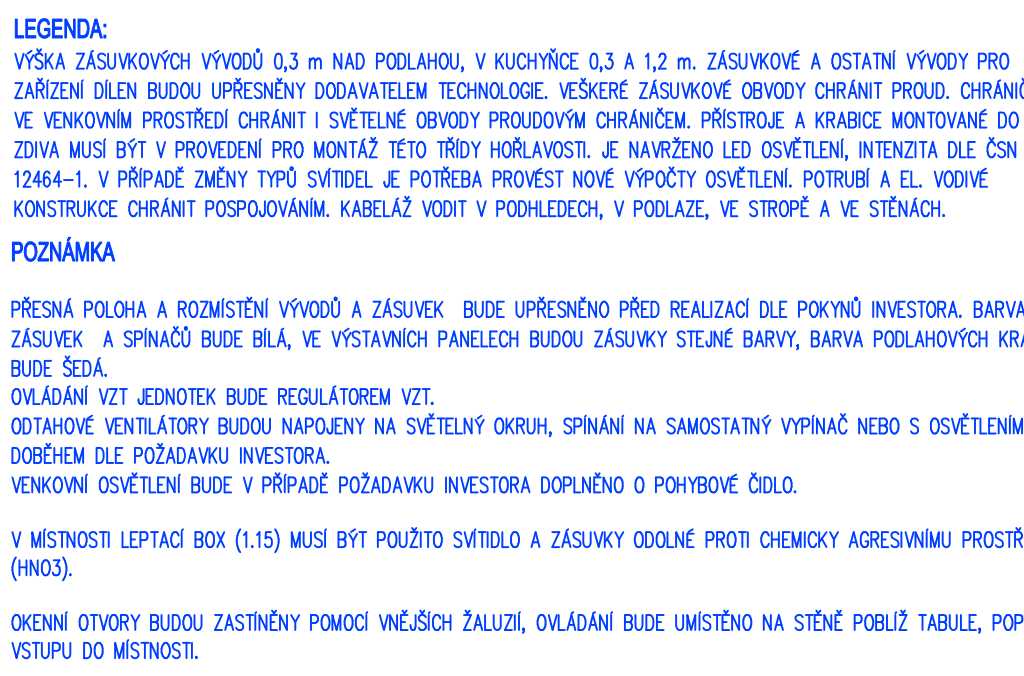 LEGENDA:
VÝŠKA ZÁSUVKOVÝCH VÝVODŮ 0,3 m NAD PODLAHOU, V KUCHYŇCE 0,3 A 1,2 m. ZÁSUVKOVÉ A OSTATNÍ VÝVODY PRO
ZAŘÍZENÍ DÍLEN BUDOU UPŘESNĚNY DODAVATELEM TECHNOLOGIE. VEŠKERÉ ZÁSUVKOVÉ OBVODY CHRÁNIT PROUD. CHRÁNIČ
VE VENKOVNÍM PROSTŘEDÍ CHRÁNIT I SVĚTELNÉ OBVODY PROUDOVÝM CHRÁNIČEM. PŘÍSTROJE A KRABICE MONTOVANÉ DO
ZDIVA MUSÍ BÝT V PROVEDENÍ PRO MONTÁŽ TÉTO TŘÍDY HOŘLAVOSTI. JE NAVRŽENO LED OSVĚTLENÍ, INTENZITA DLE ČSN
12464-1. V PŘÍPADĚ ZMĚNY TYPŮ SVÍTIDEL JE POTŘEBA PROVÉST NOVÉ VÝPOČTY OSVĚTLENÍ. POTRUBÍ A EL. VODIVÉ
KONSTRUKCE CHRÁNIT POSPOJOVÁNÍM. KABELÁŽ VODIT V PODHLEDECH, V PODLAZE, VE STROPĚ A VE STĚNÁCH.
POZNÁMKA
PŘESNÁ POLOHA A ROZMÍSTĚNÍ VÝVODŮ A ZÁSUVEK BUDE UPŘESNĚNO PŘED REALIZACÍ DLE POKYNŮ INVESTORA. BARVA
ZÁSUVEK A SPÍNAČŮ BUDE BÍLÁ, VE VÝSTAVNÍCH PANELECH BUDOU ZÁSUVKY STEJNÉ BARVY, BARVA PODLAHOVÝCH KRA
BUDE ŠEDÁ.
OVLÁDÁNÍ VZT JEDNOTEK BUDE REGULÁTOREM VZT.
ODTAHOVÉ VENTILÁTORY BUDOU NAPOJENY NA SVĚTELNÝ OKRUH, SPÍNÁNÍ NA SAMOSTATNÝ VYPÍNAČ NEBO S OSVĚTLENÍM
DOBĚHEM DLE POŽADAVKU INVESTORA.
VENKOVNÍ OSVĚTLENÍ BUDE V PŘÍPADĚ POŽADAVKU INVESTORA DOPLNĚNO O POHYBOVÉ ČIDLO.
V MÍSTNOSTI LEPTACÍ BOX (1.15) MUSÍ BÝT POUŽITO SVÍTIDLO A ZÁSUVKY ODOLNÉ PROTI CHEMICKY AGRESIVNÍMU PROSTŘ
(HNO3).
OKENNÍ OTVORY BUDOU ZASTÍNĚNY POMOCÍ VNĚJŠÍCH ŽALUZIÍ, OVLÁDÁNÍ BUDE UMÍSTĚNO NA STĚNĚ POBLÍŽ TABULE, POP
VSTUPU DO MÍSTNOSTI.